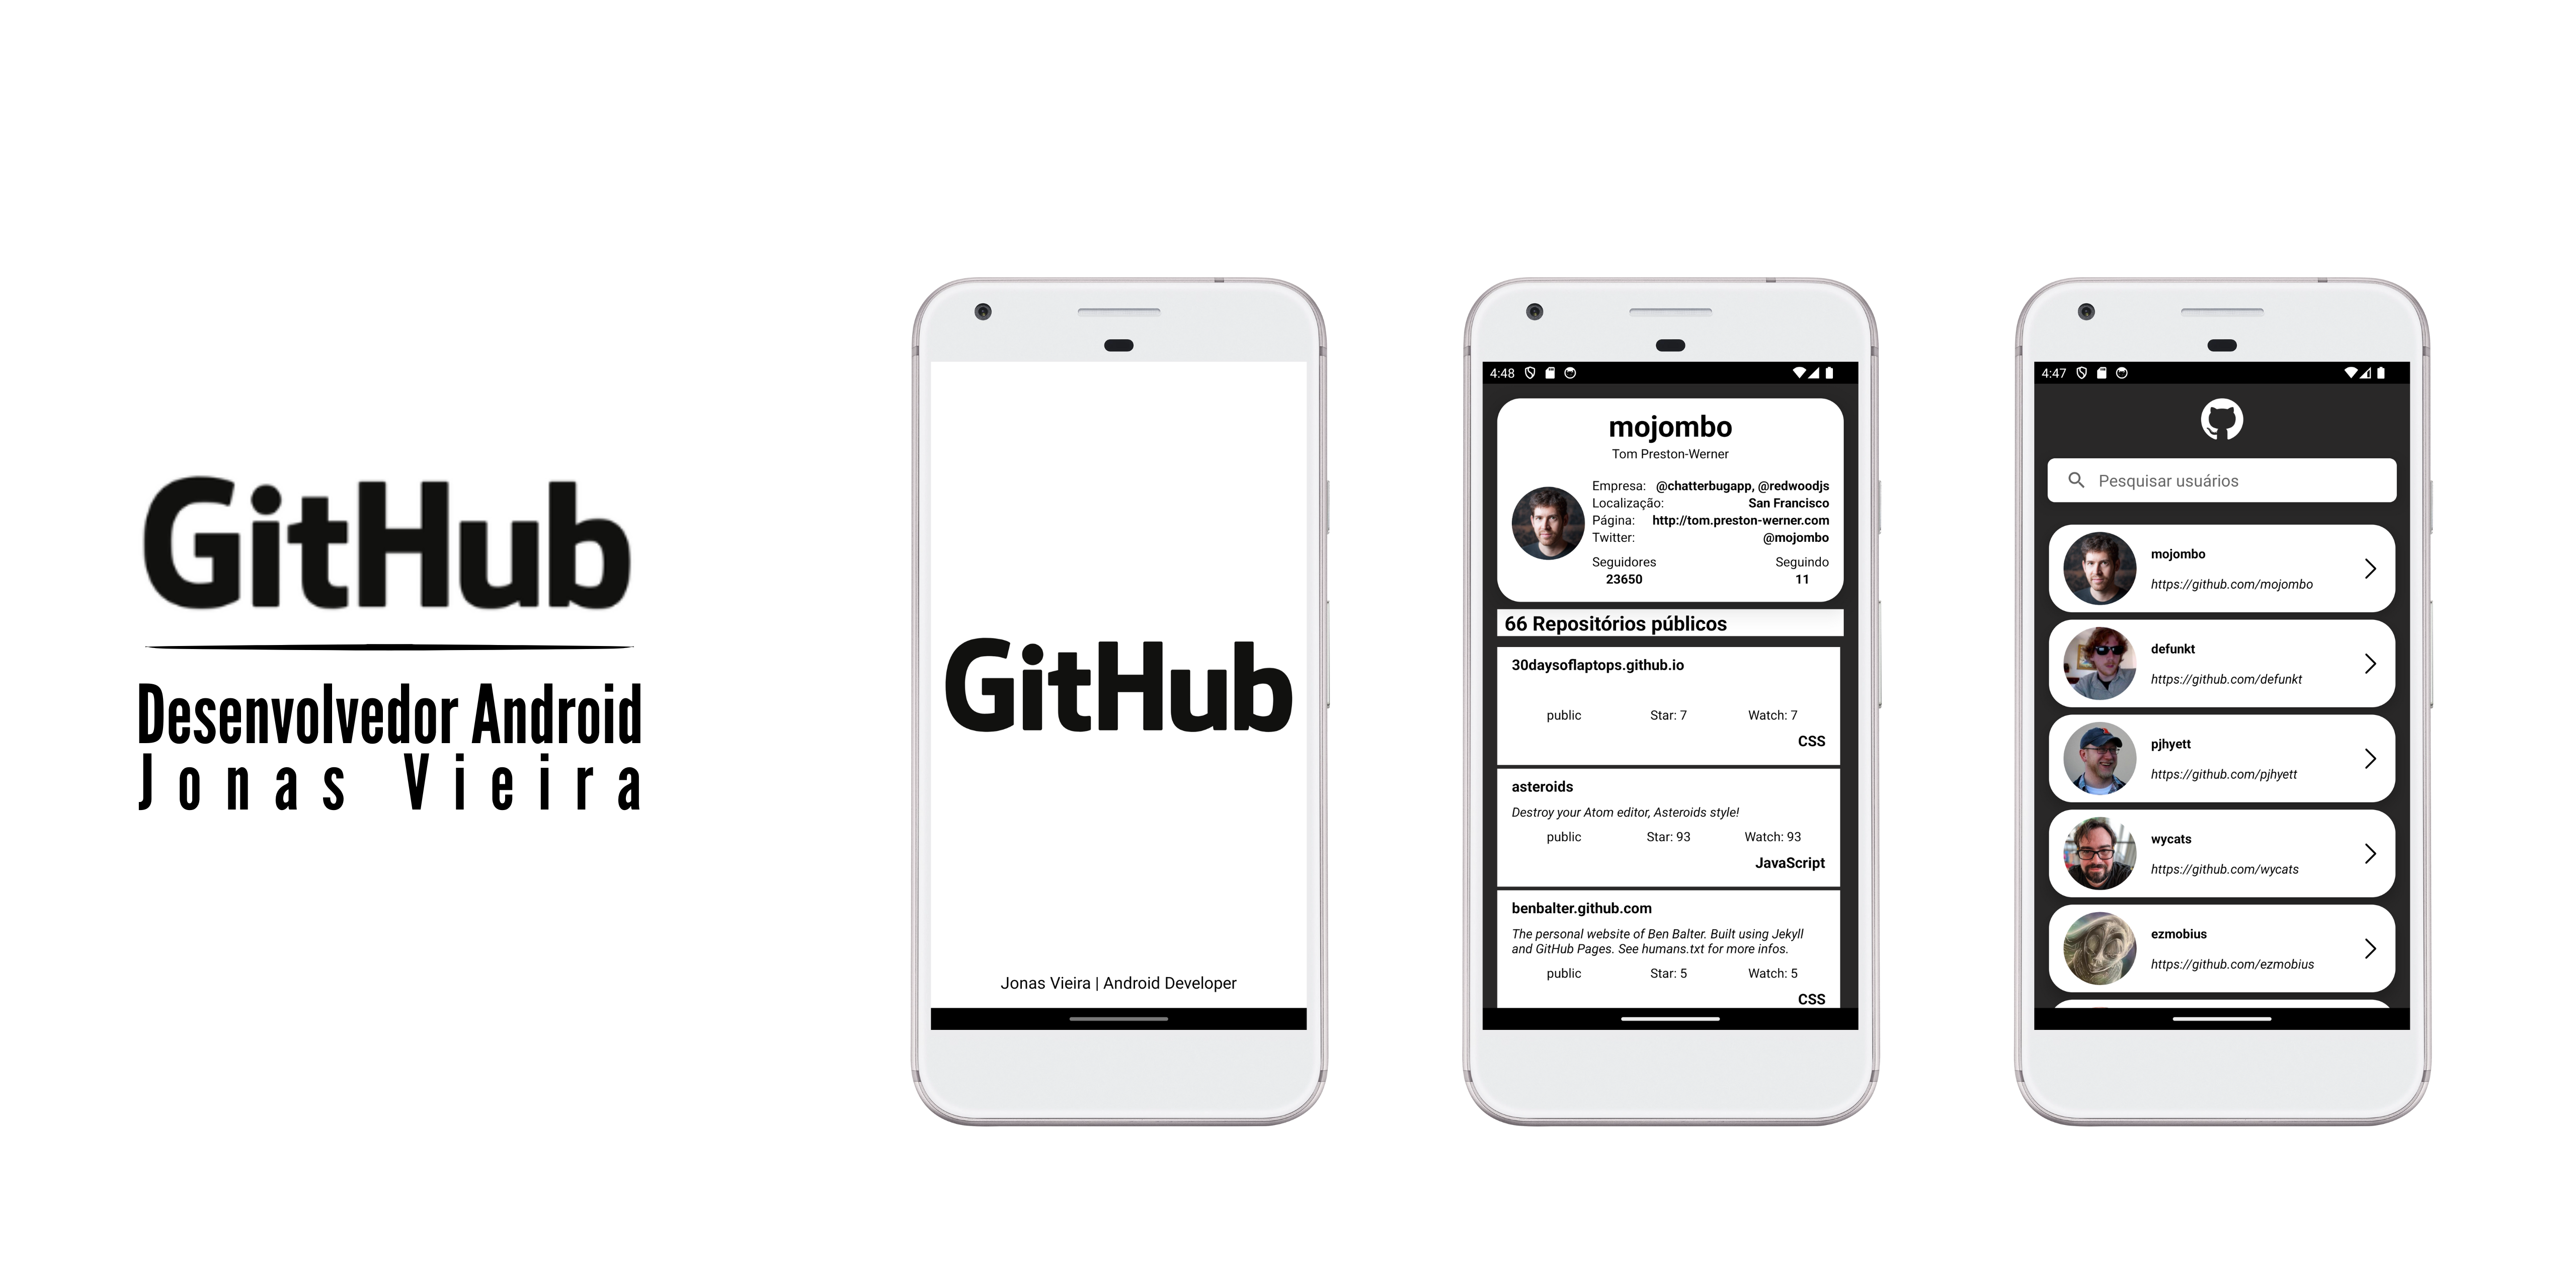 GitHub
Desenvolvedor Android
Jonas Vieira
GitHub
Jonas Vieira | Android Developer
4:48
mojombo
Tom Preston-Werner
Empresa: @chatterbugapp, @redwoodjs
Localização: San Francisco
Página: http://tom.preston-werner.com
Twitter: @mojombo
Seguidores Seguindo
23650 11
66 Repositórios públicos
30daysoflaptops.github.io
public Star: 7 Watch: 7
CSS
asteroids
Destroy your Atom editor, Asteroids style!
public Star: 93 Watch: 93
JavaScript
benbalter.github.com
The personal website of Ben Balter. Built using Jekyll
and GitHub Pages. See humans.txt for more infos.
public Star: 5 Watch: 5
CSS
4:47
Pesquisar usuários
mojombo
https://github.com/mojombo
defunkt
https://github.com/defunkt
pjhyett
https://github.com/pjhyett
wycats
https://github.com/wycats
ezmobius
https://github.com/ezmobius